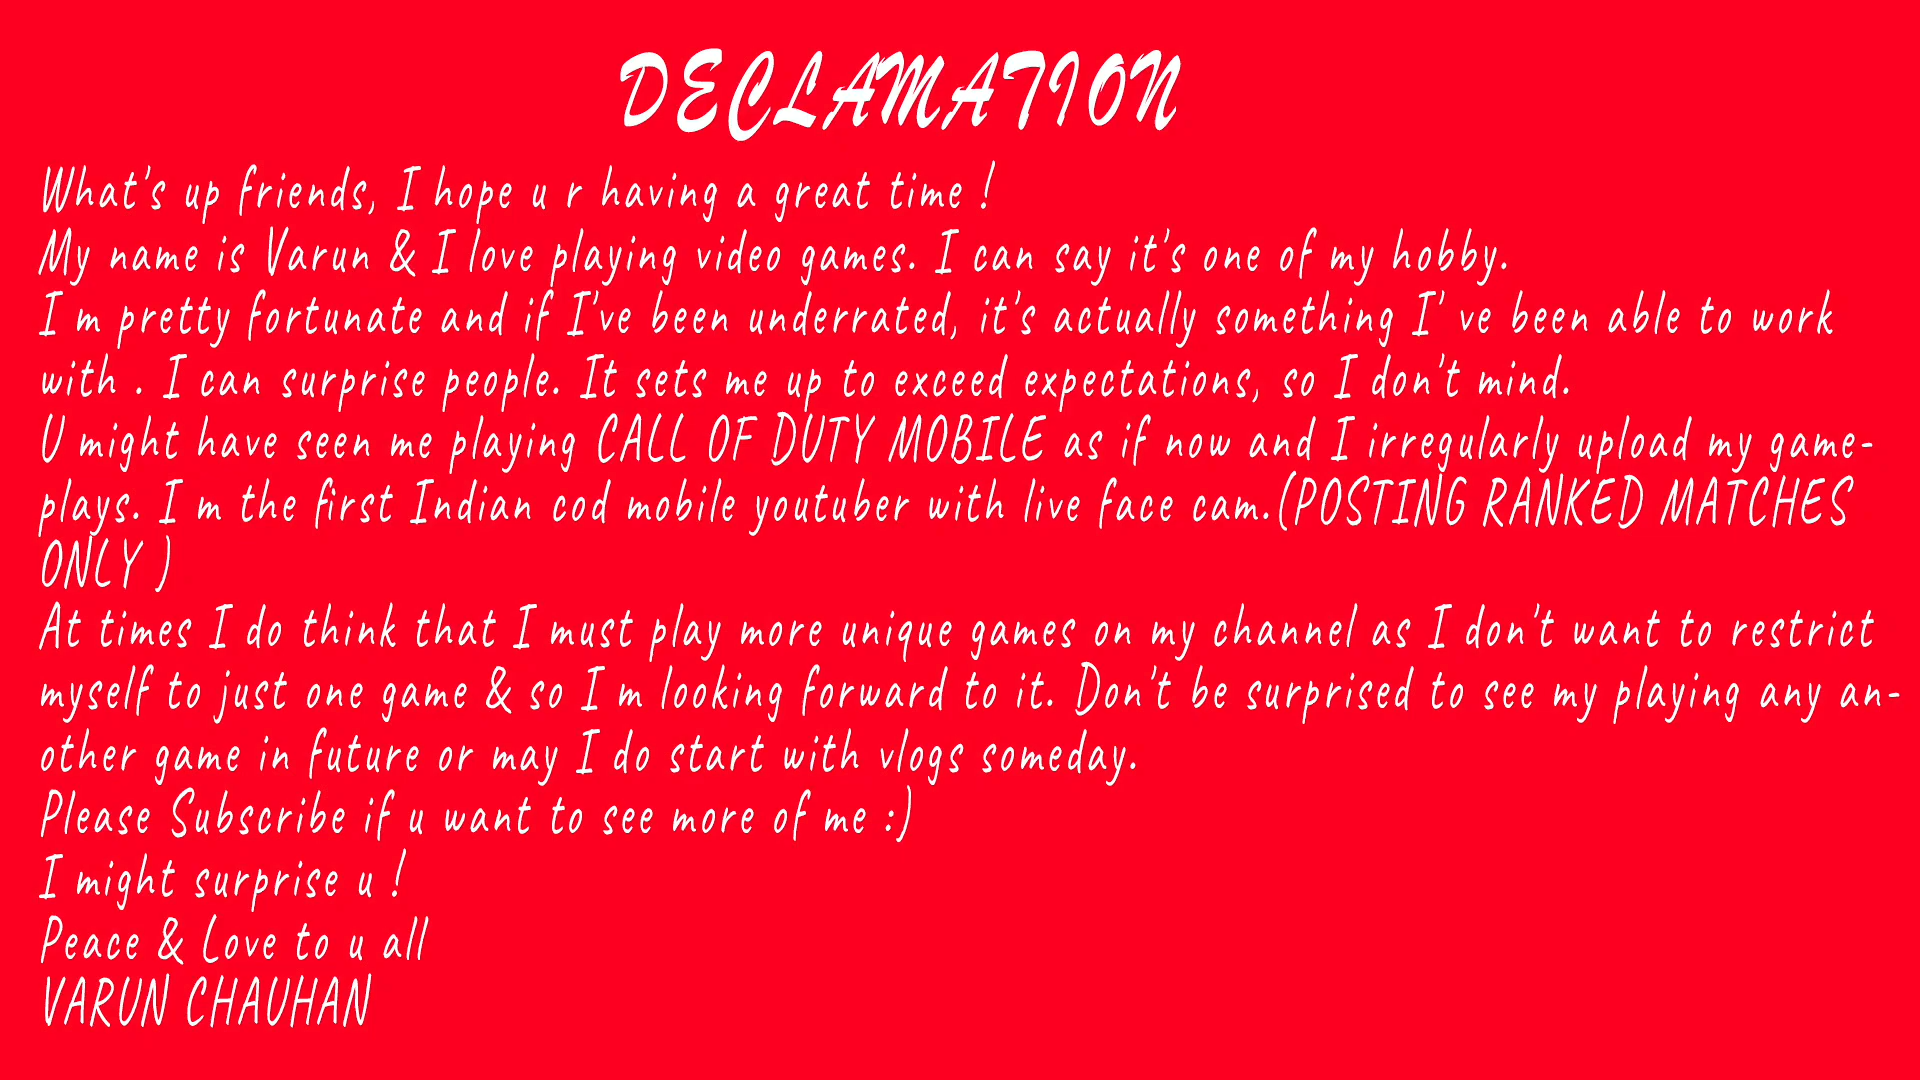 DECLAMATION
What's up friends, I hope u r having a great time !
My name is Varun & I love playing video games. I can say it's one of my hobby.
I m pretty fortunate and if I've been underrated, it's actually something I' ve been able to work
with . I can surprise people. It sets me up to exceed expectations, so I don't mind.
U might have seen me playing CALL OF DUTY MOBILE as if now and I irregularly upload my game-
plays. I m the first Indian cod mobile youtuber with live face cam.(POSTING RANKED MATCHES
ONLY )
At times I do think that I must play more unique games on my channel as I don't want to restrict
myself to just one game & so I m looking forward to it. Don't be surprised to see my playing any an-
other game in future or may I do start with vlogs someday.
Please Subscribe if u want to see more of me :)
I might surprise u !
Peace & Love to u all
VARUN CHAUHAN